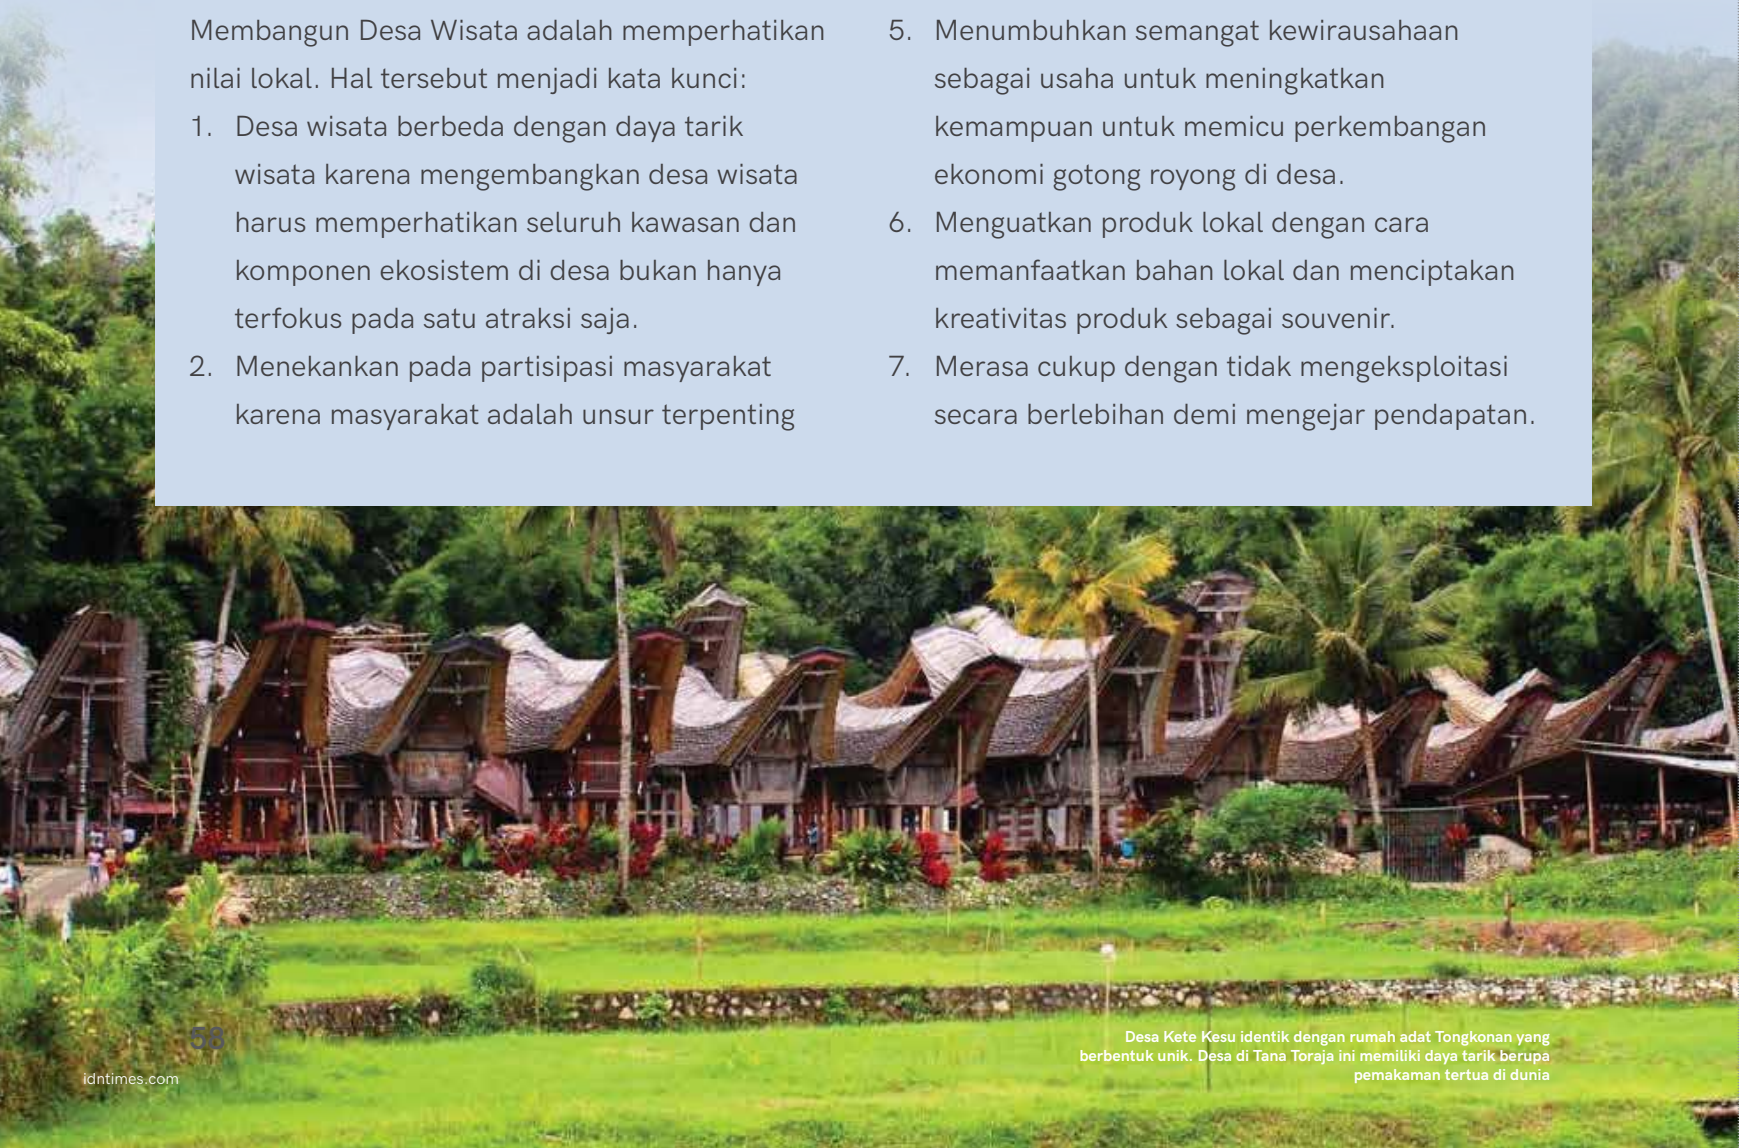 Membangun Desa Wisata adalah memperhatikan
nilai lokal. Hal tersebut menjadi kata kunci:
1. Desa wisata berbeda dengan daya tarik
wisata karena mengembangkan desa wisata
harus memperhatikan seluruh kawasan dan
komponen ekosistem di desa bukan hanya
terfokus pada satu atraksi saja.
2. Menekankan pada partisipasi masyarakat
karena masyarakat adalah unsur terpenting
5. Menumbuhkan semangat kewirausahaan
sebagai usaha untuk meningkatkan
kemampuan untuk memicu perkembangan
ekonomi gotong royong di desa.
6. Menguatkan produk lokal dengan cara
memanfaatkan bahan lokal dan menciptakan
kreativitas produk sebagai souvenir.
7. Merasa cukup dengan tidak mengeksploitasi
secara berlebihan demi mengejar pendapatan.
58
idntimes.com
Desa Kete Kesu identik dengan rumah adat Tongkonan yang
berbentuk unik. Desa di Tana Toraja ini memiliki daya tarik berupa
pemakaman tertua di dunia